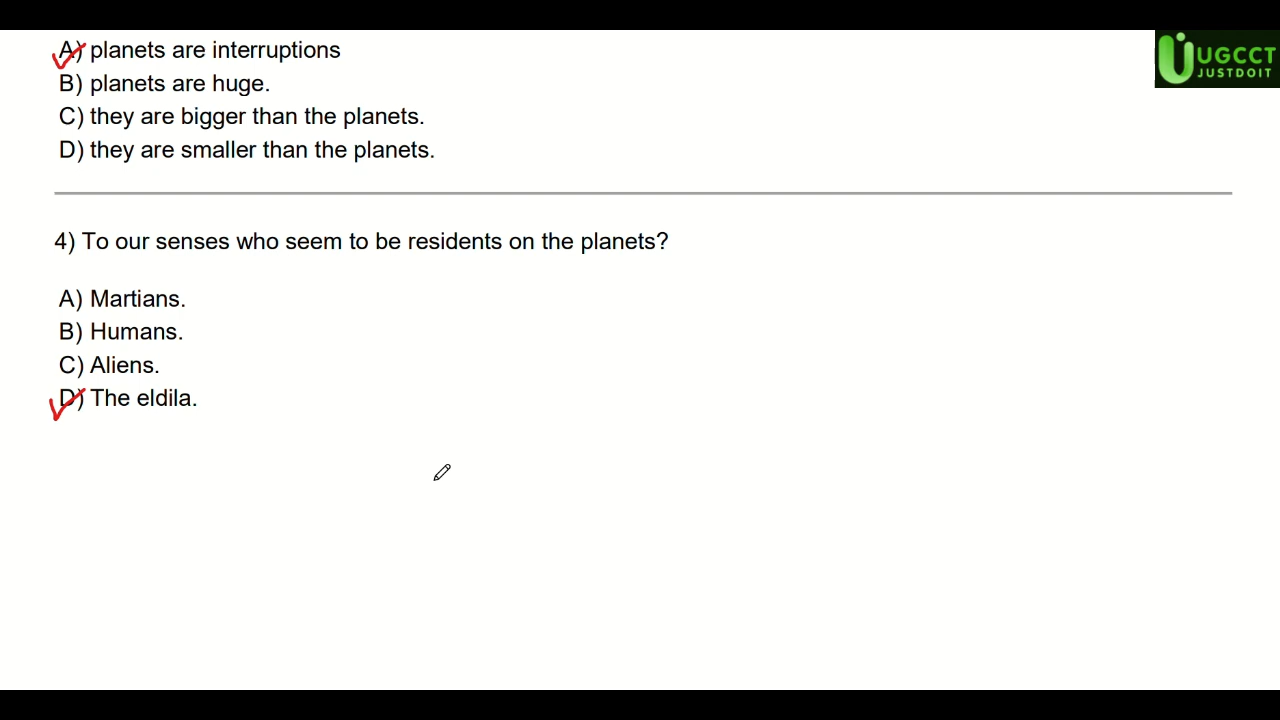 A) planets are interruptions
B) planets are huge.
C) they are bigger than the planets.
D) they are smaller than the planets.
UGCCT
JUSTDOIT
4) To our senses who seem to be residents on the planets?
A) Martians.
B) Humans.
C) Aliens.
D) The eldila.